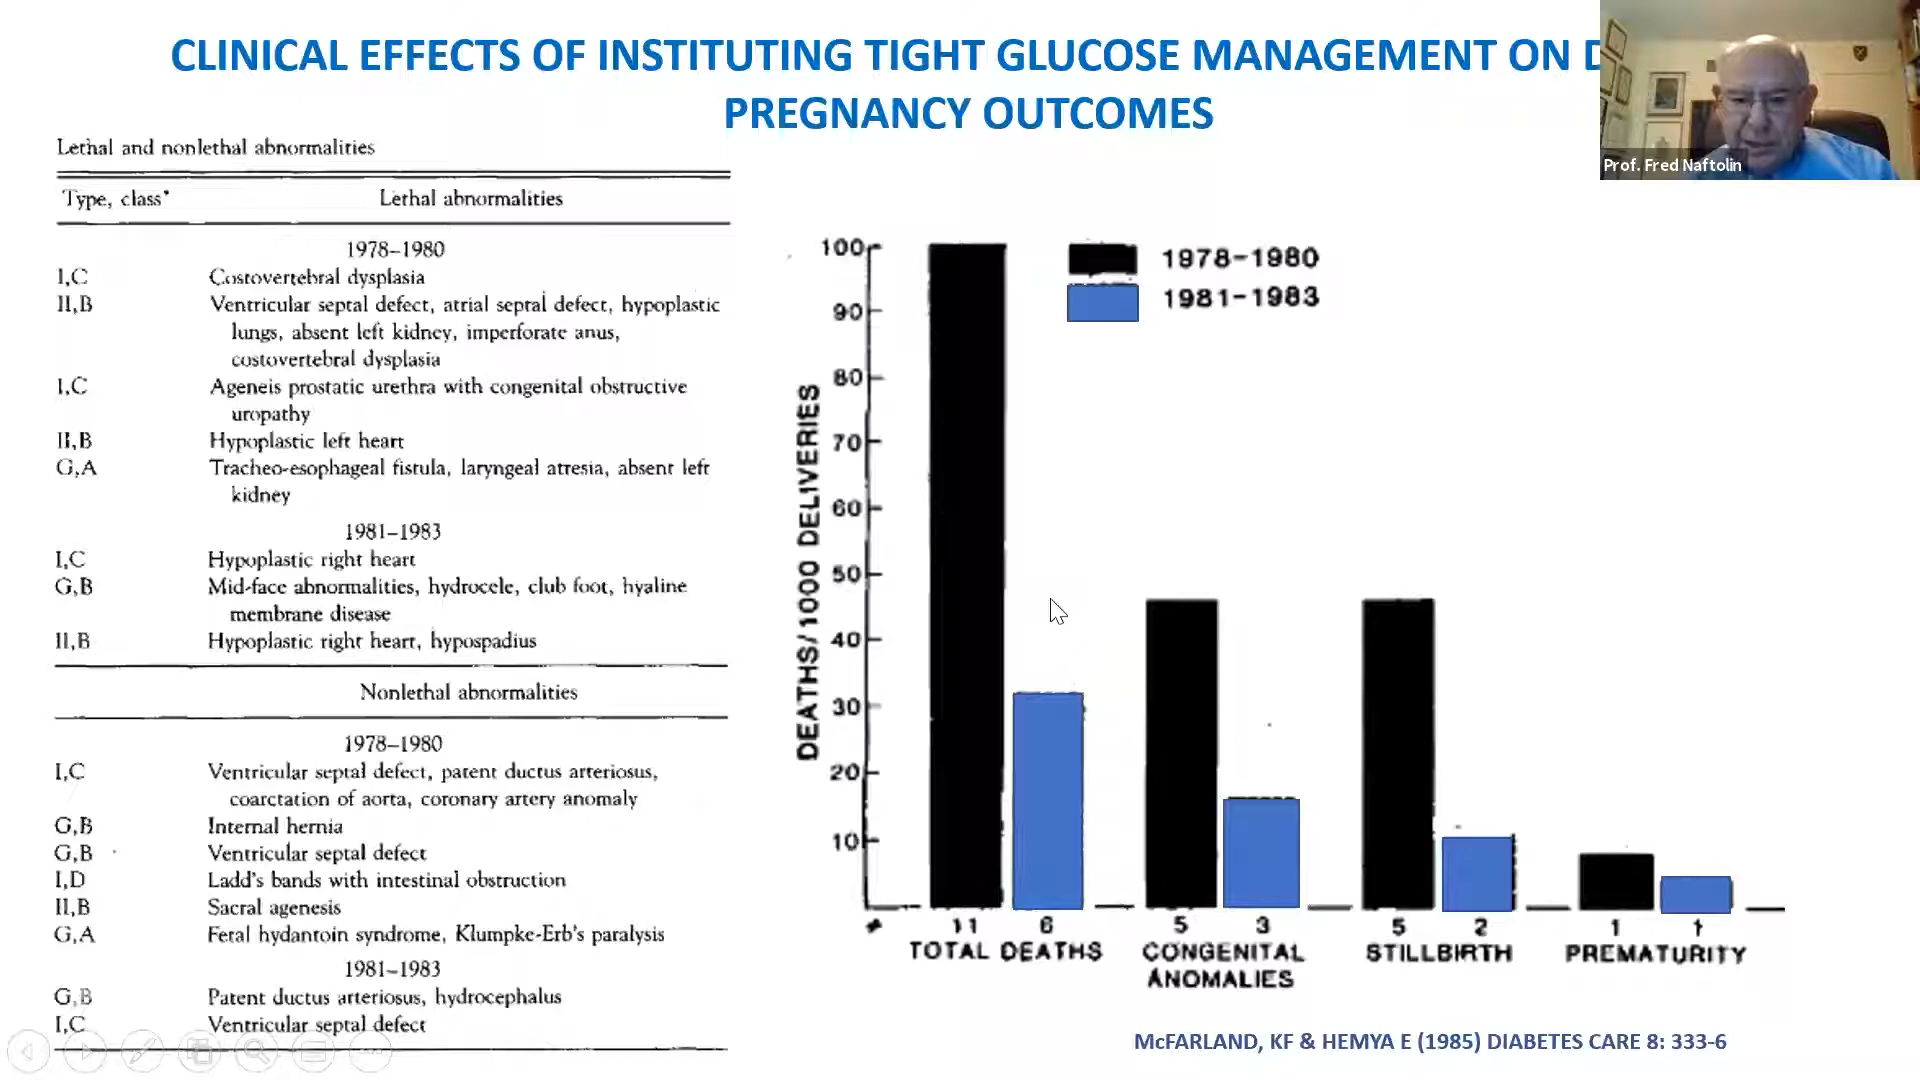 CLINICAL EFFECTS OF INSTITUTING TIGHT GLUCOSE MANAGEMENT ON
PREGNANCY OUTCOMES
Prof. Fred Naftolin
Lethal and nonlethal abnormalities
Type, class* Lethal abnormalities
1978–1980
I,C Costovertebral dysplasia
II,B Ventricular septal defect, atrial septal defect, hypoplastic
lungs, absent left kidney, imperforate anus,
costovertebral dysplasia
I,C Ageneis prostatic urethra with congenital obstructive
uropathy
II,B Hypoplastic left heart
G,A Tracheo-esophageal fistula, laryngeal atresia, absent left
kidney
1981–1983
I,C Hypoplastic right heart
G,B Mid-face abnormalities, hydrocele, club foot, hyaline
membrane disease
II,B Hypoplastic right heart, hypospadius
Nonlethal abnormalities
1978–1980
I,C Ventricular septal defect, patent ductus arteriosus,
coarctation of aorta, coronary artery anomaly
G,B Internal hernia
G,B Ventricular septal defect
I,D Ladd's bands with intestinal obstruction
II,B Sacral agenesis
G,A Fetal hydantoin syndrome, Klumpke-Erb's paralysis
1981–1983
G,B Patent ductus arteriosus, hydrocephalus
I,C Ventricular septal defect
1978-1980
1981-1983
DEATHS/1000 DELIVERIES
100
90
80
70
60
50
40
30
20
10
11 6 5 3 5 2 1 1
TOTAL DEATHS CONGENITAL STILLBIRTH PREMATURITY
ANOMALIES
McFARLAND, KF & HEMYA E (1985) DIABETES CARE 8: 333-6